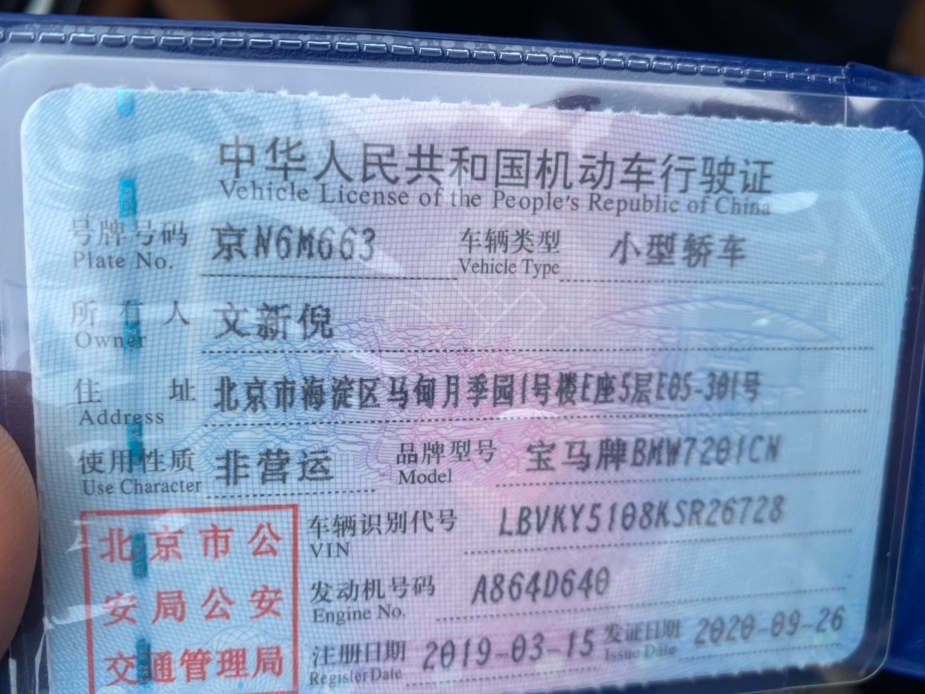 中华人民共和国机动车行驶证
Vehicle License of the People's Republic of China
号牌号码 京N6M663 车辆类型 小型轿车
Plate No. Vehicle Type
所有人 文新倪
Owner
住址 北京市海淀区马甸月季园1号楼E座5层E05-301号
Address
使用性质 非营运 品牌型号 宝马牌BMW7201CN
Use Character Model
北京市公
安局公安
交通管理局
车辆识别代号 LBVKY5108KSR26728
VIN
发动机号码 A864D640
Engine No.
注册日期 2019-03-15 发证日期 2020-09-26
Register Date Issue Date